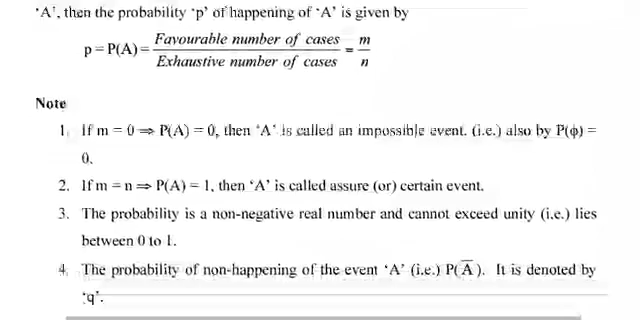 'A', then the probability 'p' of happening of 'A' is given by
p = P(A) = Favourable number of cases / Exhaustive number of cases = m / n
Note
1. If m = 0 ⇒ P(A) = 0, then 'A' is called an impossible event. (i.e.) also by P(ϕ) =
0.
2. If m = n ⇒ P(A) = 1, then 'A' is called assure (or) certain event.
3. The probability is a non-negative real number and cannot exceed unity (i.e.) lies
between 0 to 1.
4. The probability of non-happening of the event 'A' (i.e.) P(A̅). It is denoted by
'q'.